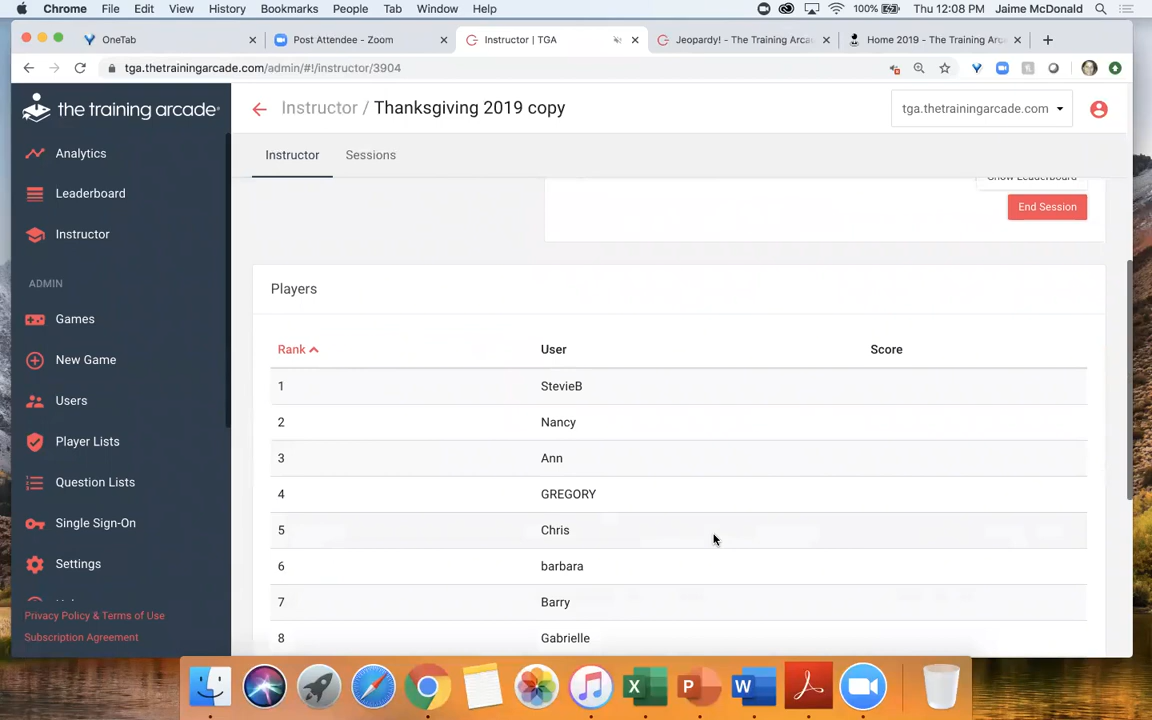 Chrome File Edit View History Bookmarks People Tab Window Help 100% Thu 12:08 PM Jaime McDonald
OneTab Post Attendee - Zoom Instructor | TGA Jeopardy! - The Training Arca Home 2019 - The Training Arc
tga.thetrainingarcade.com/admin/#!/instructor/3904
the training arcade
Instructor / Thanksgiving 2019 copy
tga.thetrainingarcade.com
Instructor Sessions
Analytics
Leaderboard
Instructor
ADMIN
Games
New Game
Users
Player Lists
Question Lists
Single Sign-On
Settings
Privacy Policy & Terms of Use
Subscription Agreement
Show Leaderboard
End Session
Players
Rank User Score
1 StevieB
2 Nancy
3 Ann
4 GREGORY
5 Chris
6 barbara
7 Barry
8 Gabrielle